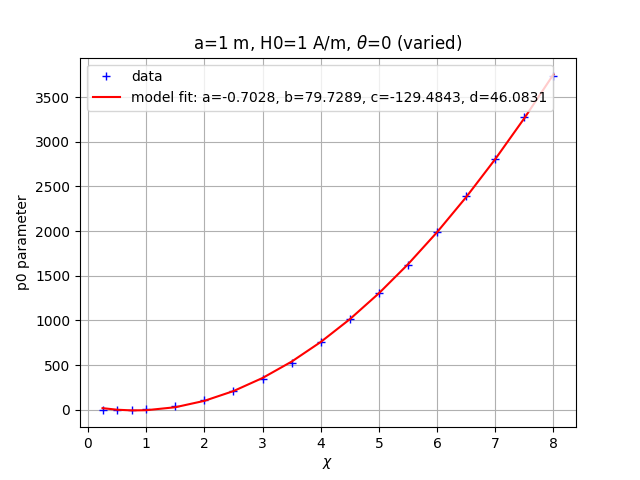 a=1 m, H0=1 A/m, θ=0 (varied)
data
model fit: a=-0.7028, b=79.7289, c=-129.4843, d=46.0831
p0 parameter
3500
3000
2500
2000
1500
1000
500
0
0 1 2 3 4 5 6 7 8
χ